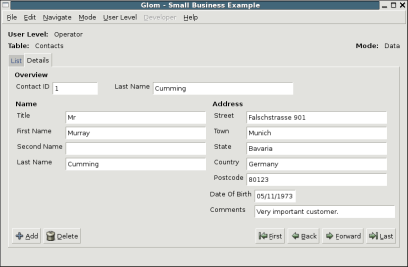 Glom - Small Business Example
File Edit Navigate Mode User Level Developer Help
User Level: Operator
Table: Contacts Mode: Data
List Details
Overview
Contact ID 1 Last Name Cumming
Name Address
Title Mr Street Falschstrasse 901
First Name Murray Town Munich
Second Name State Bavaria
Last Name Cumming Country Germany
Postcode 80123
Date Of Birth 05/11/1973
Comments Very important customer.
Add Delete First Back Forward Last